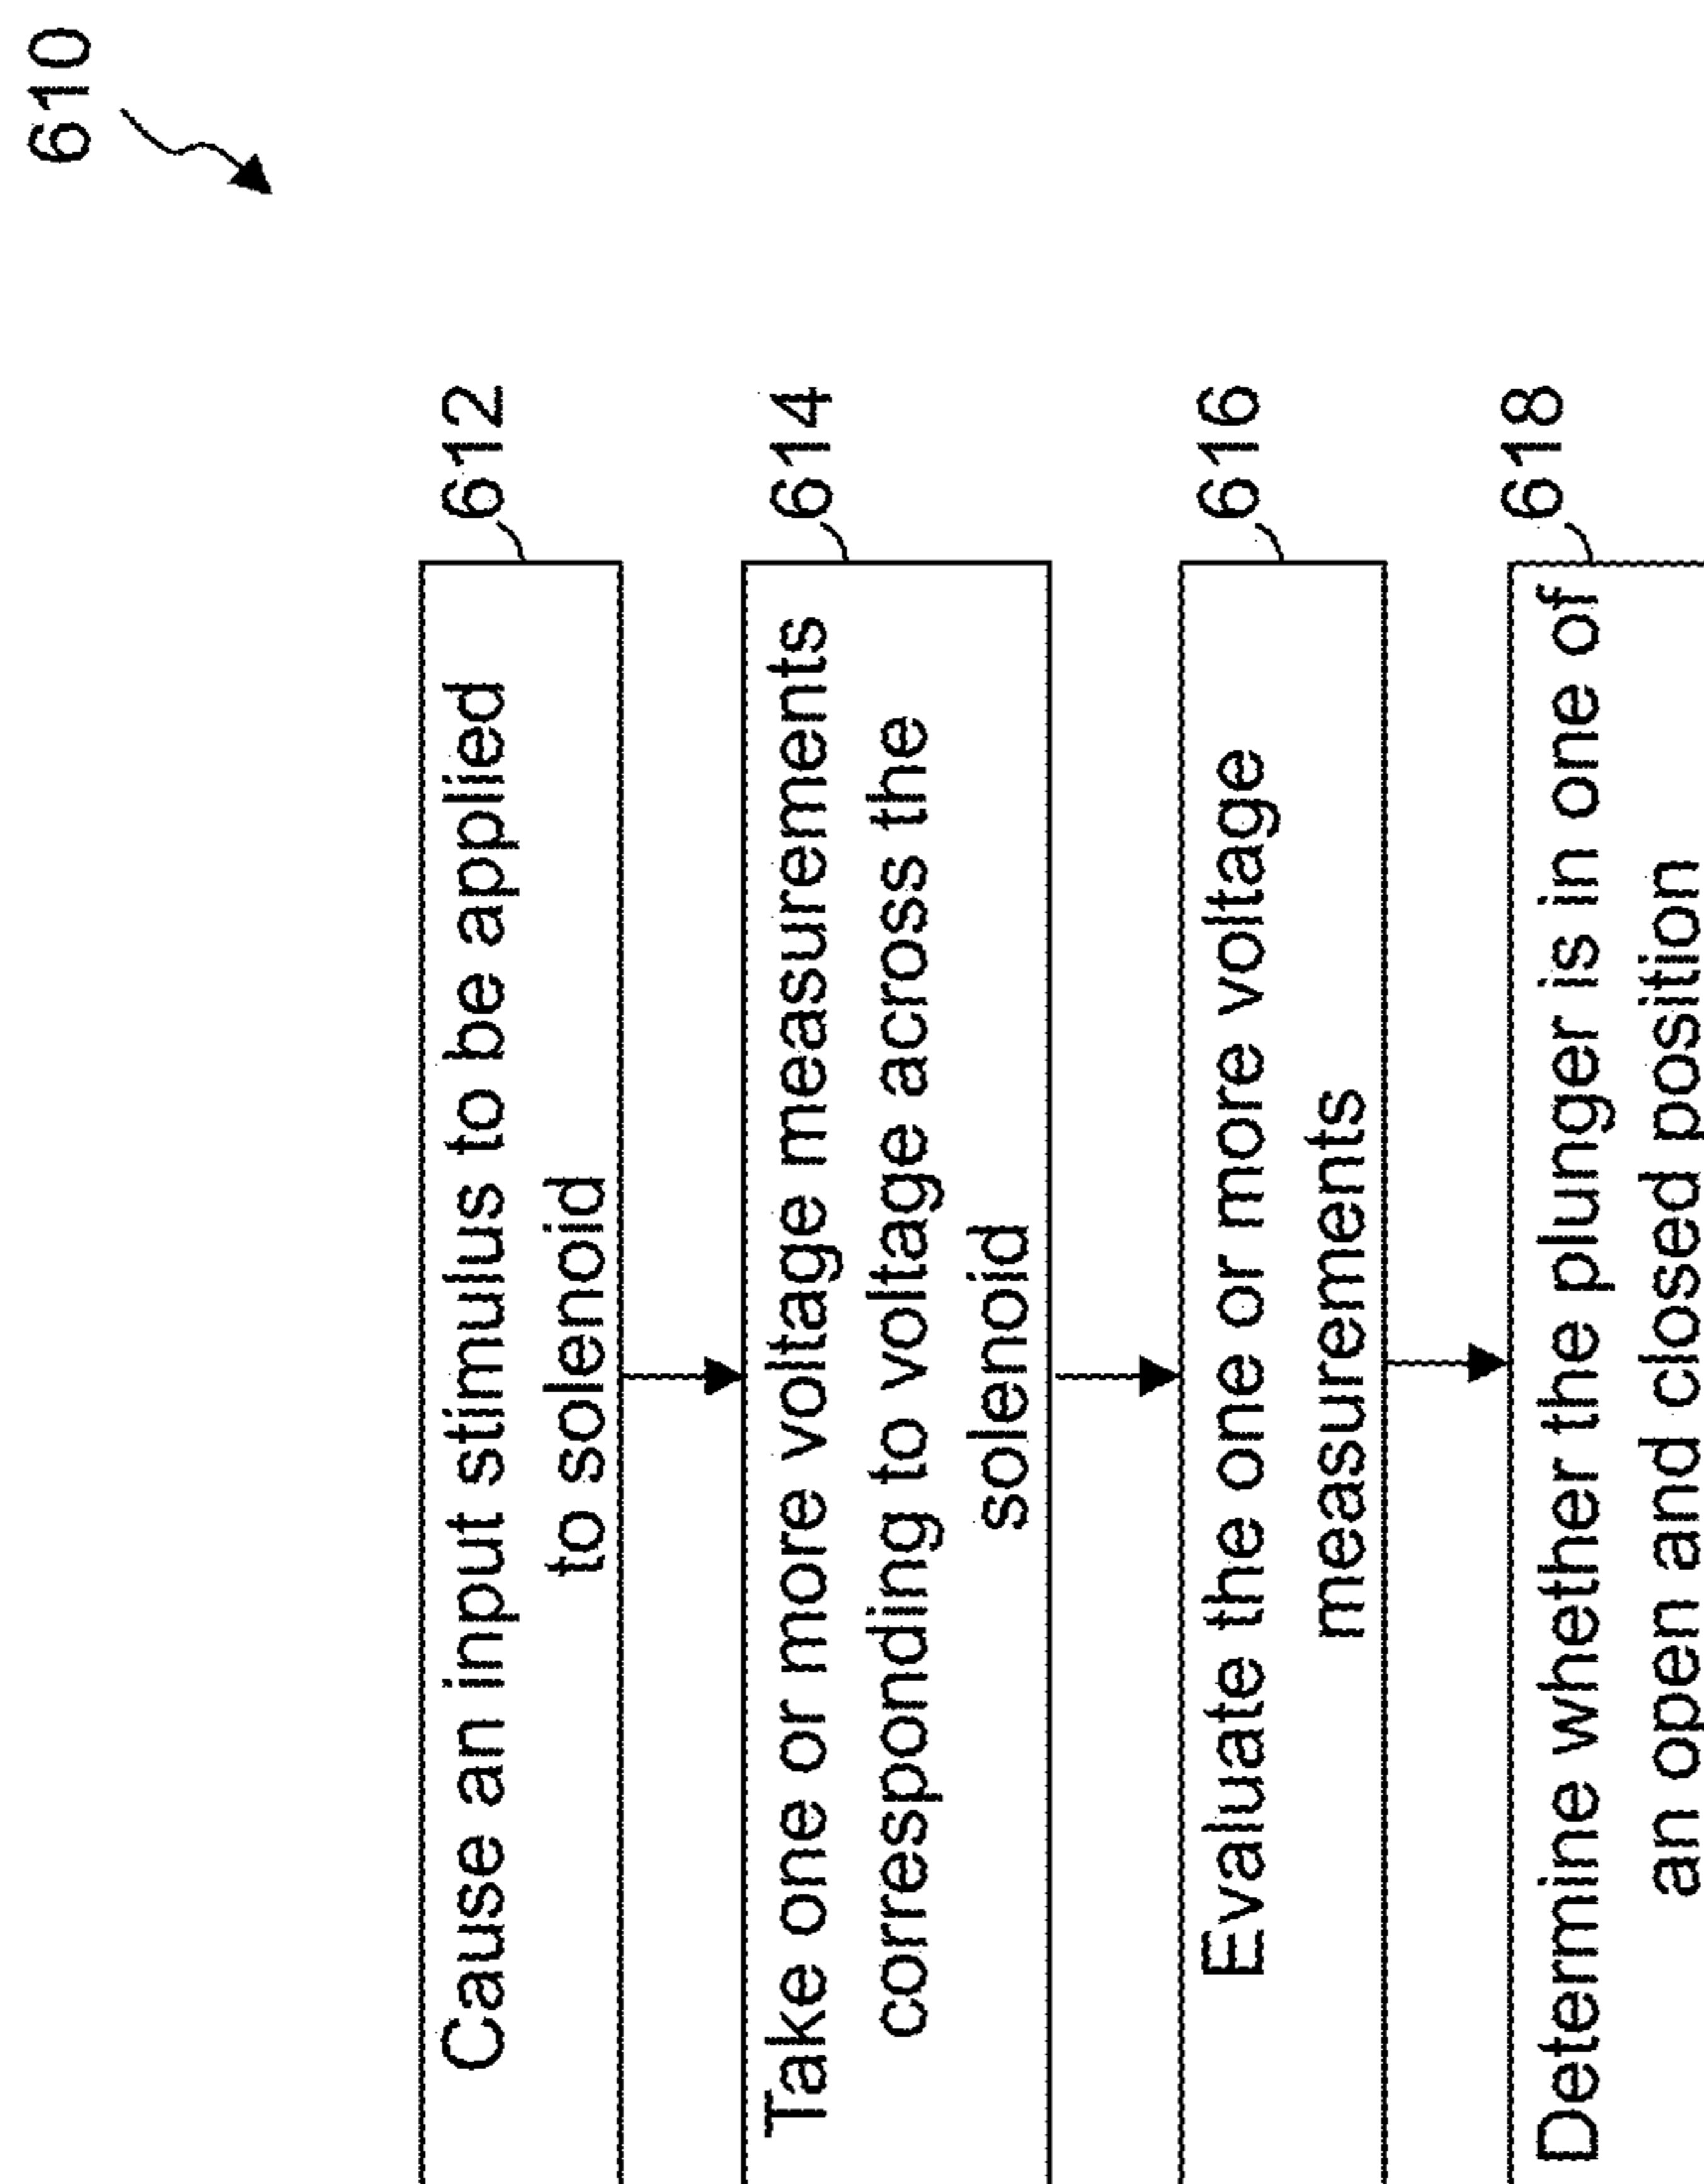 610
612
Cause an input stimulus to be applied
to solenoid
614
Take one or more voltage measurements
corresponding to voltage across the
solenoid
616
Evaluate the one or more voltage
measurements
618
Determine whether the plunger is in one of
an open and closed position